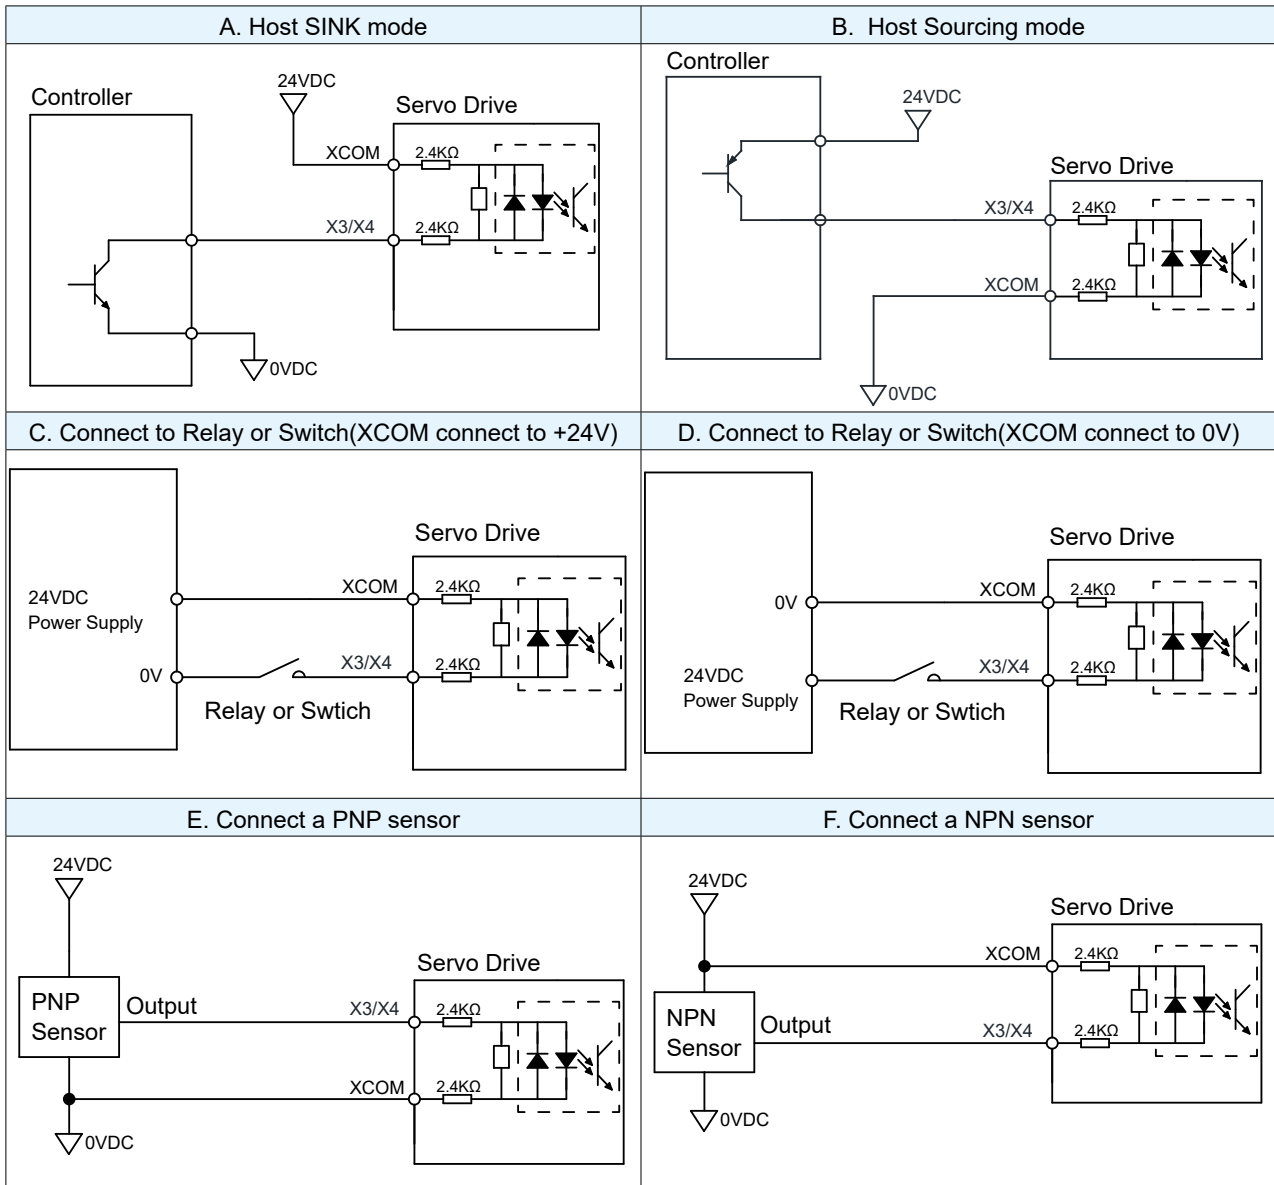 A. Host SINK mode
B. Host Sourcing mode
Controller
24VDC
Servo Drive
XCOM
2.4KΩ
X3/X4
2.4KΩ
0VDC
Controller
24VDC
Servo Drive
X3/X4
2.4KΩ
XCOM
2.4KΩ
0VDC
C. Connect to Relay or Switch(XCOM connect to +24V)
D. Connect to Relay or Switch(XCOM connect to 0V)
Servo Drive
XCOM
2.4KΩ
24VDC
Power Supply
0V
X3/X4
2.4KΩ
Relay or Swtich
Servo Drive
0V
XCOM
2.4KΩ
24VDC
Power Supply
X3/X4
2.4KΩ
Relay or Swtich
E. Connect a PNP sensor
F. Connect a NPN sensor
24VDC
Servo Drive
PNP
Sensor
Output
X3/X4
2.4KΩ
XCOM
2.4KΩ
0VDC
24VDC
Servo Drive
XCOM
2.4KΩ
NPN
Sensor
Output
X3/X4
2.4KΩ
0VDC